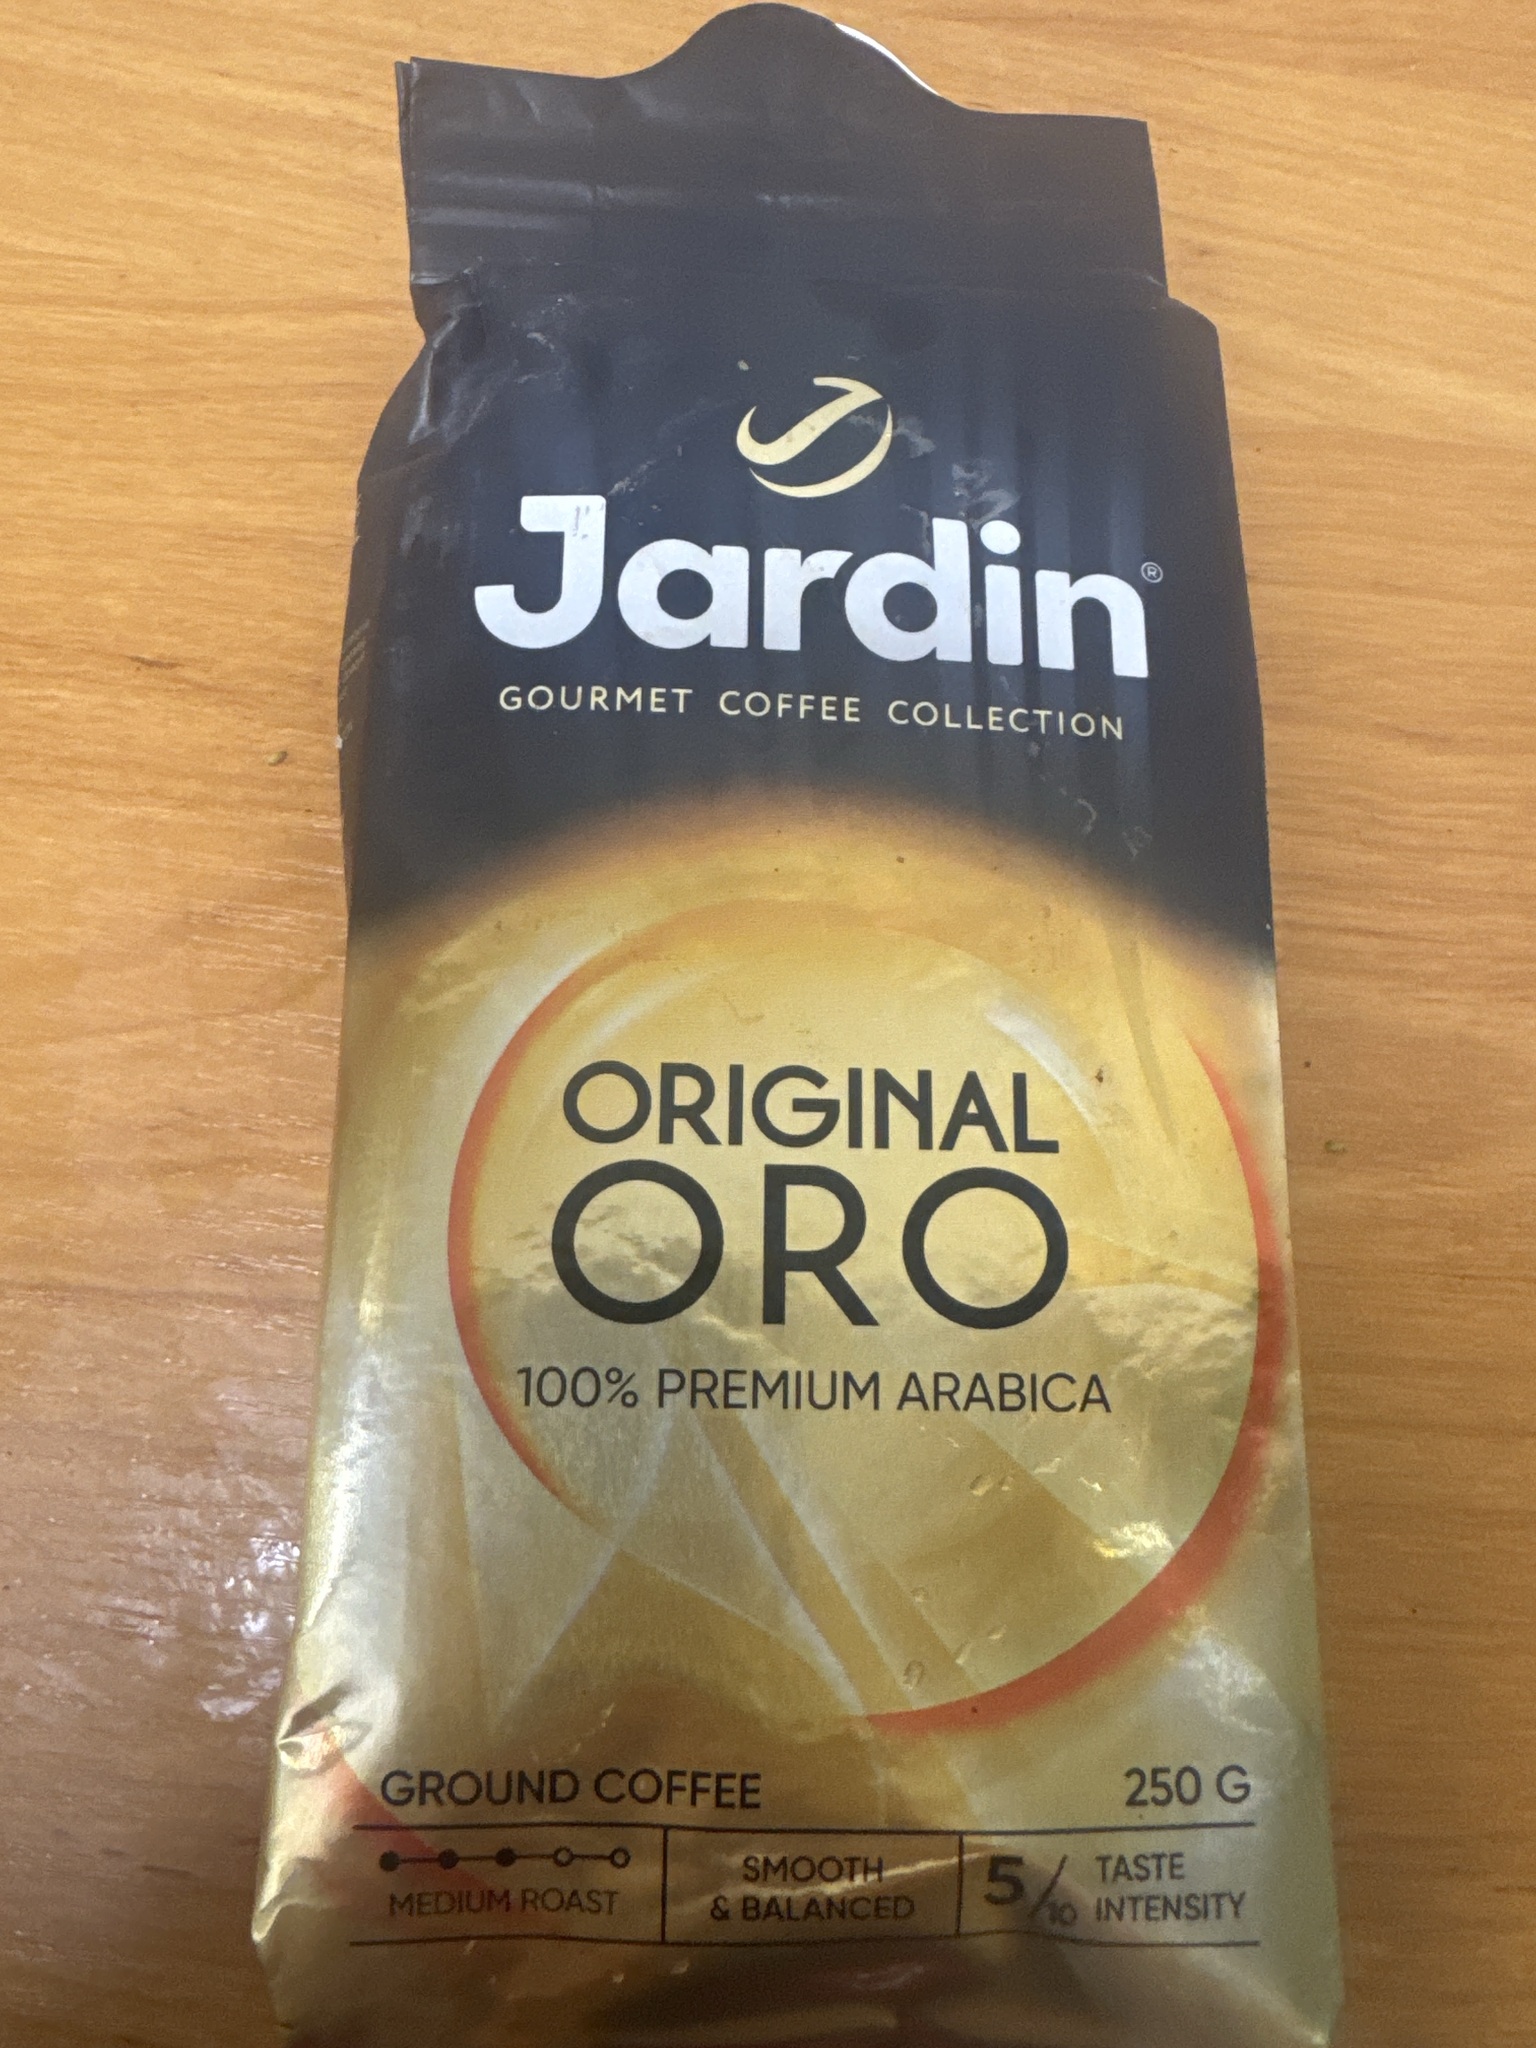 Jardin®
GOURMET COFFEE COLLECTION
ORIGINAL
ORO
100% PREMIUM ARABICA
GROUND COFFEE
250 G
MEDIUM ROAST
SMOOTH
& BALANCED
5/10
TASTE
INTENSITY